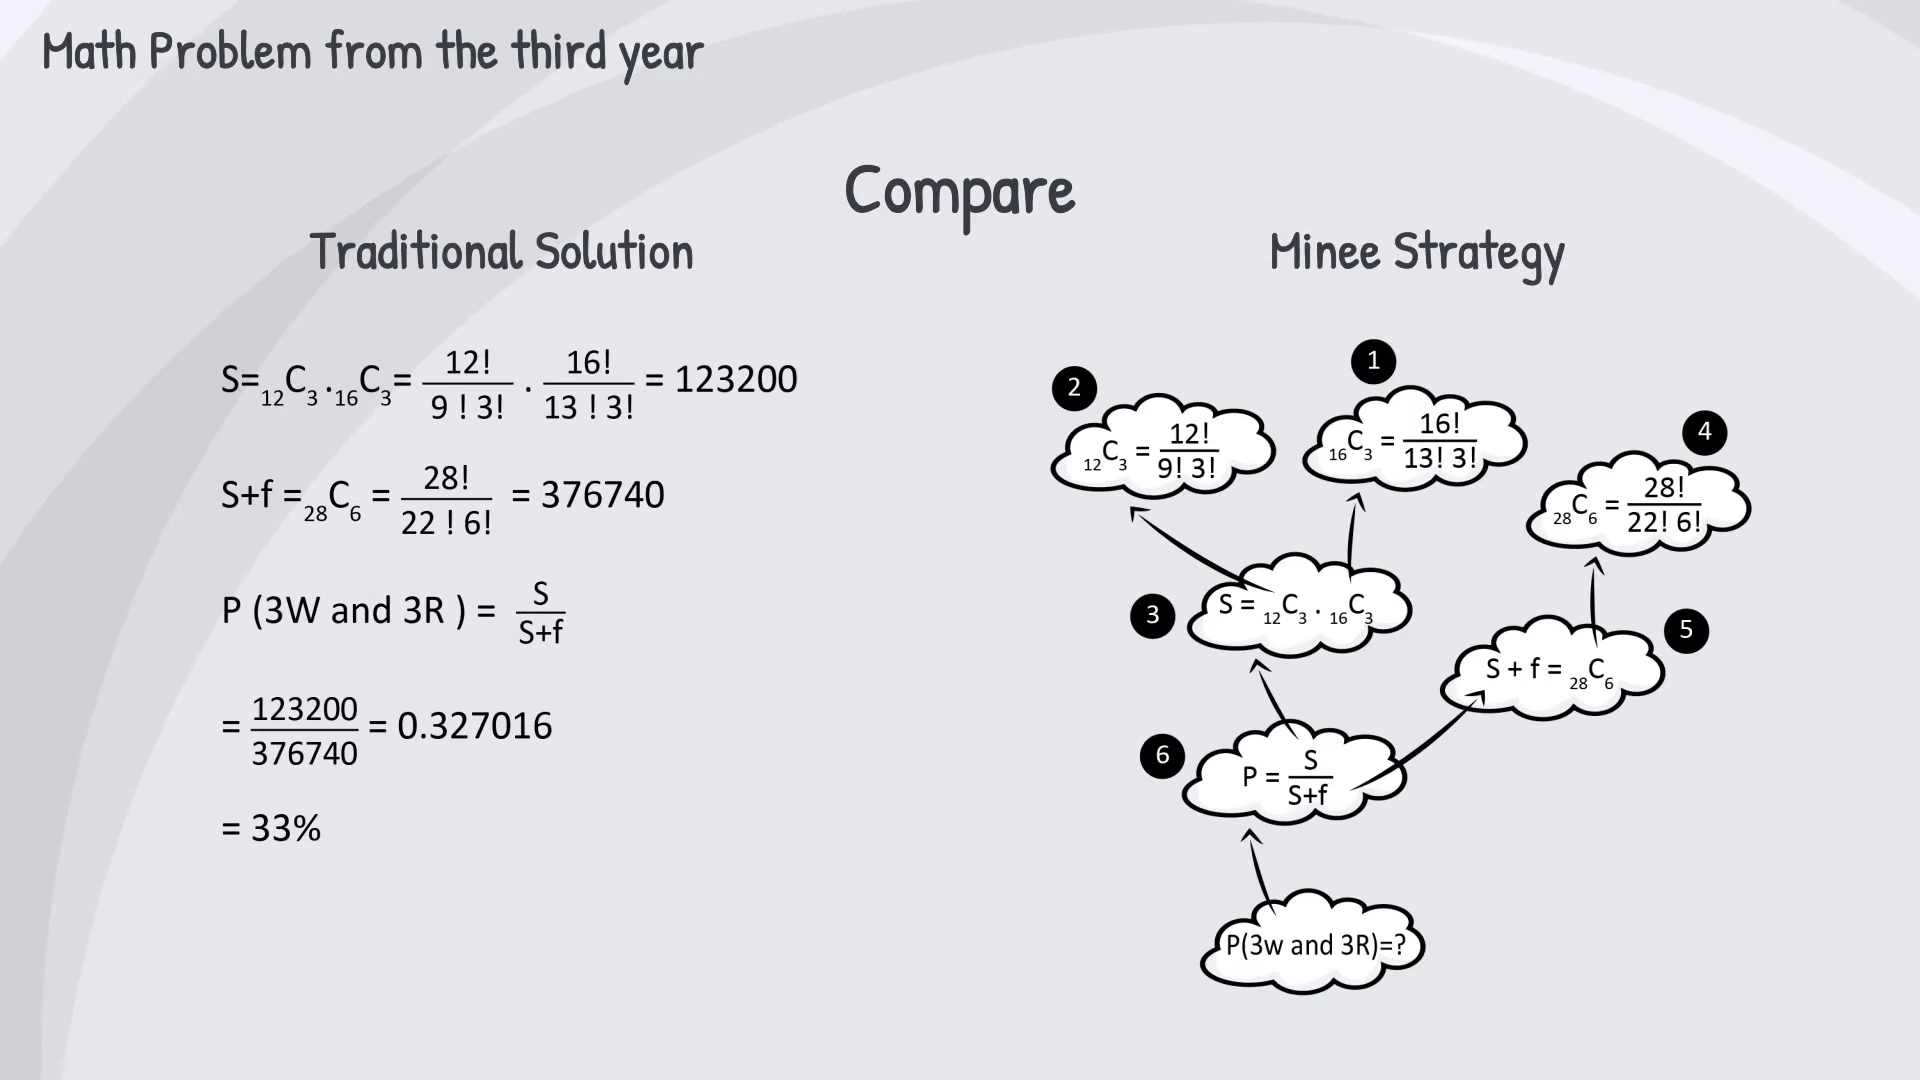 Math Problem from the third year
Compare
Traditional Solution
S=₁₂C₃ .₁₆C₃= 12!/9 ! 3! . 16!/13 ! 3! = 123200
S+f =₂₈C₆ = 28!/22 ! 6! = 376740
P (3W and 3R ) = S/S+f
= 123200/376740 = 0.327016
= 33%
Minee Strategy
1
₁₆C₃ = 16!/13! 3!
2
₁₂C₃ = 12!/9! 3!
4
₂₈C₆ = 28!/22! 6!
3
S = ₁₂C₃ . ₁₆C₃
5
S + f = ₂₈C₆
6
P = S/S+f
P(3w and 3R)=?